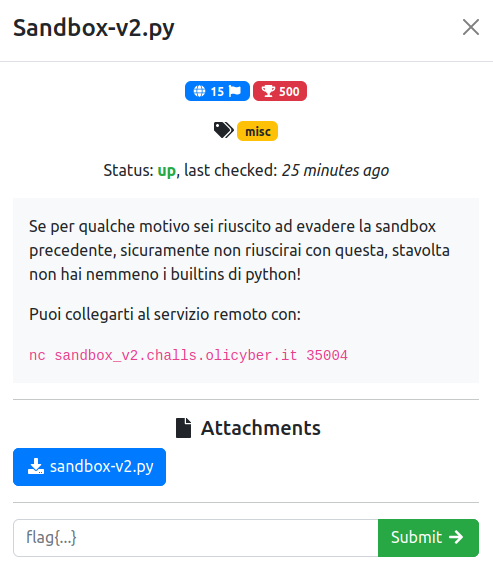 Sandbox-v2.py
15
500
misc
Status: up, last checked: 25 minutes ago
Se per qualche motivo sei riuscito ad evadere la sandbox
precedente, sicuramente non riuscirai con questa, stavolta
non hai nemmeno i builtins di python!
Puoi collegarti al servizio remoto con:
nc sandbox_v2.challs.olicyber.it 35004
Attachments
sandbox-v2.py
flag{...}
Submit